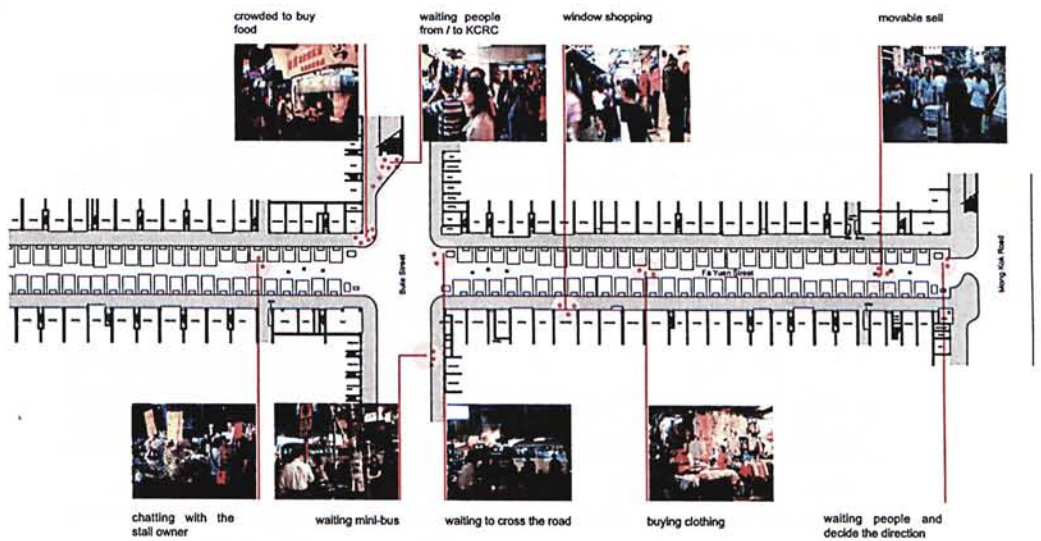 crowded to buy
food
waiting people
from / to KCRC
window shopping
movable sell
Bute Street
Fa Yuen Street
Mong Kok Road
chatting with the
stall owner
waiting mini-bus
waiting to cross the road
buying clothing
waiting people and
decide the direction